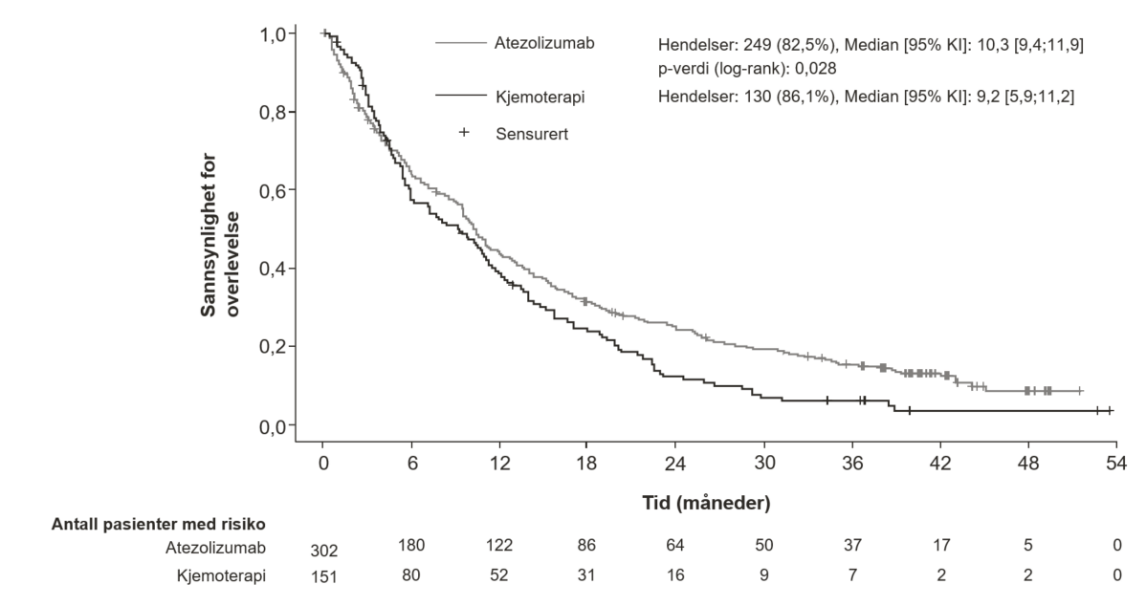 1,0
0,8
0,6
0,4
0,2
0,0
Sannsynlighet for
overlevelse
Atezolizumab
Hendelser: 249 (82,5%), Median [95% KI]: 10,3 [9,4;11,9]
p-verdi (log-rank): 0,028
Kjemoterapi
Hendelser: 130 (86,1%), Median [95% KI]: 9,2 [5,9;11,2]
Sensurert
0 6 12 18 24 30 36 42 48 54
Tid (måneder)
Antall pasienter med risiko
Atezolizumab 302 180 122 86 64 50 37 17 5 0
Kjemoterapi 151 80 52 31 16 9 7 2 2 0